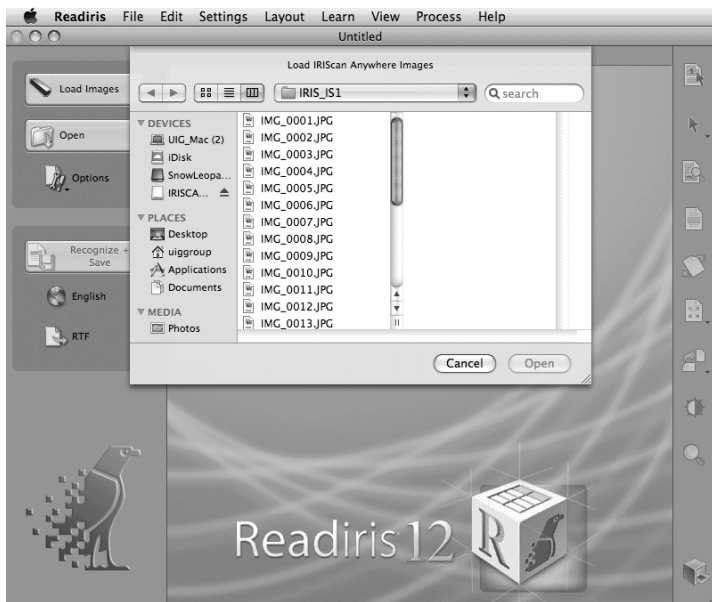 Readiris File Edit Settings Layout Learn View Process Help
Untitled
Load IRIScan Anywhere Images
IRIS_IS1
search
Load Images
Open
Options
Recognize +
Save
English
RTF
DEVICES
UIG_Mac (2)
iDisk
SnowLeopa...
IRISCA...
PLACES
Desktop
uiggroup
Applications
Documents
MEDIA
Photos
IMG_0001.JPG
IMG_0002.JPG
IMG_0003.JPG
IMG_0004.JPG
IMG_0005.JPG
IMG_0006.JPG
IMG_0007.JPG
IMG_0008.JPG
IMG_0009.JPG
IMG_0010.JPG
IMG_0011.JPG
IMG_0012.JPG
IMG_0013.JPG
Cancel Open
Readiris 12
R